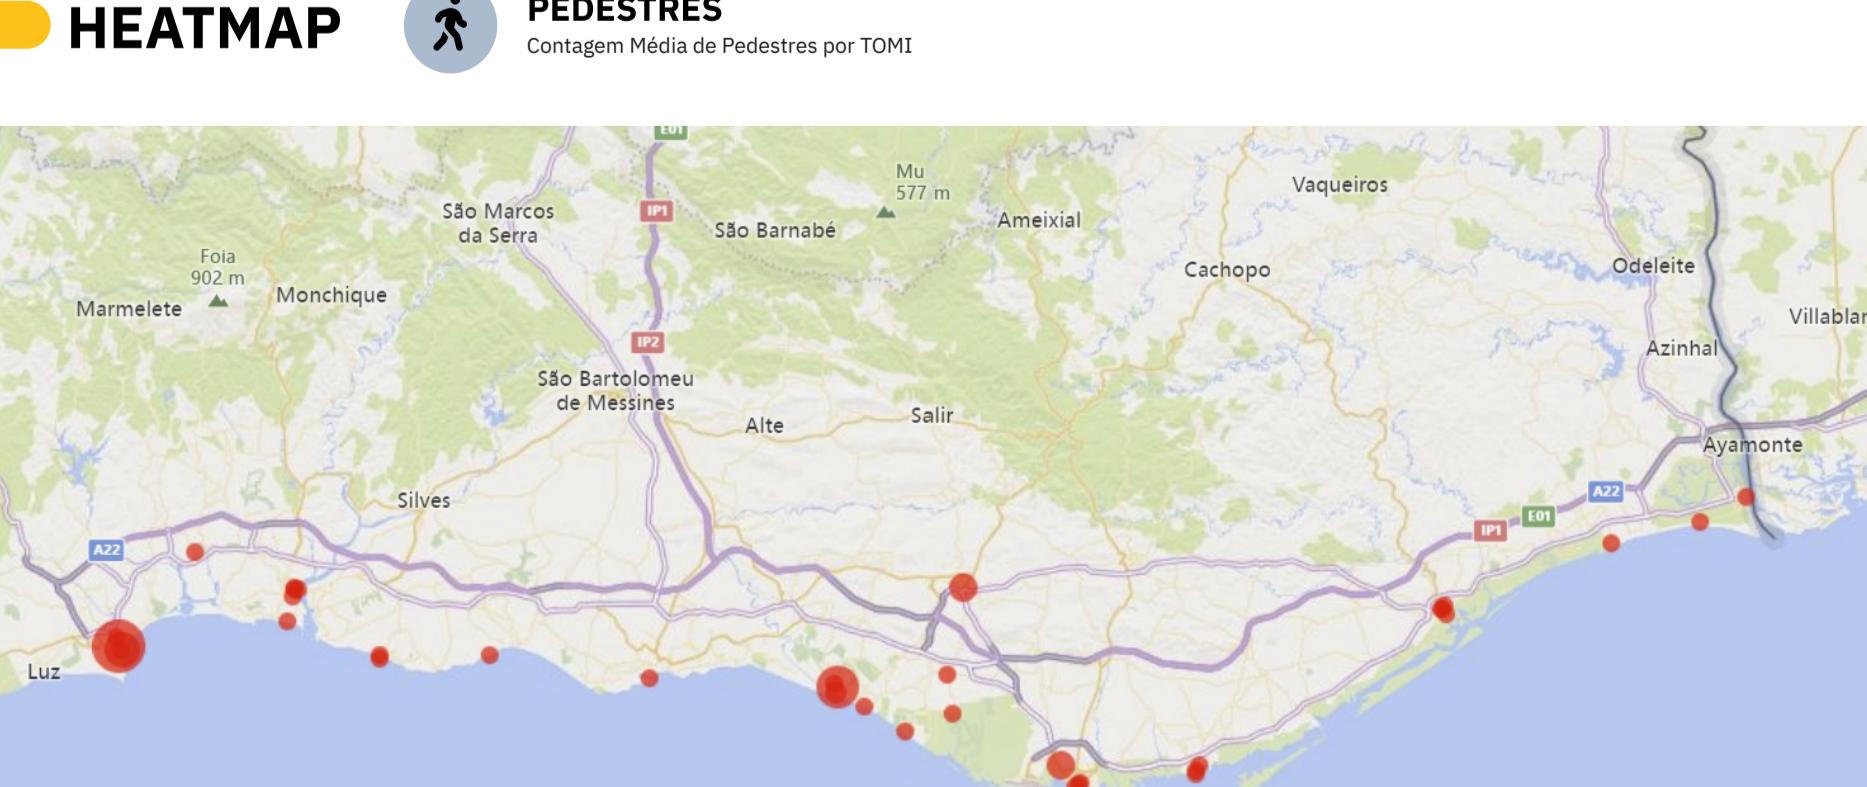 HEATMAP
PEDESTRES
Contagem Média de Pedestres por TOMI
E01
Mu
577 m
Vaqueiros
IP1
São Marcos
da Serra
São Barnabé
Ameixial
Foia
902 m
Cachopo
Odeleite
Marmelete
Monchique
Villablar
IP2
Azinhal
São Bartolomeu
de Messines
Alte
Salir
Ayamonte
Silves
A22
E01
IP1
A22
Luz